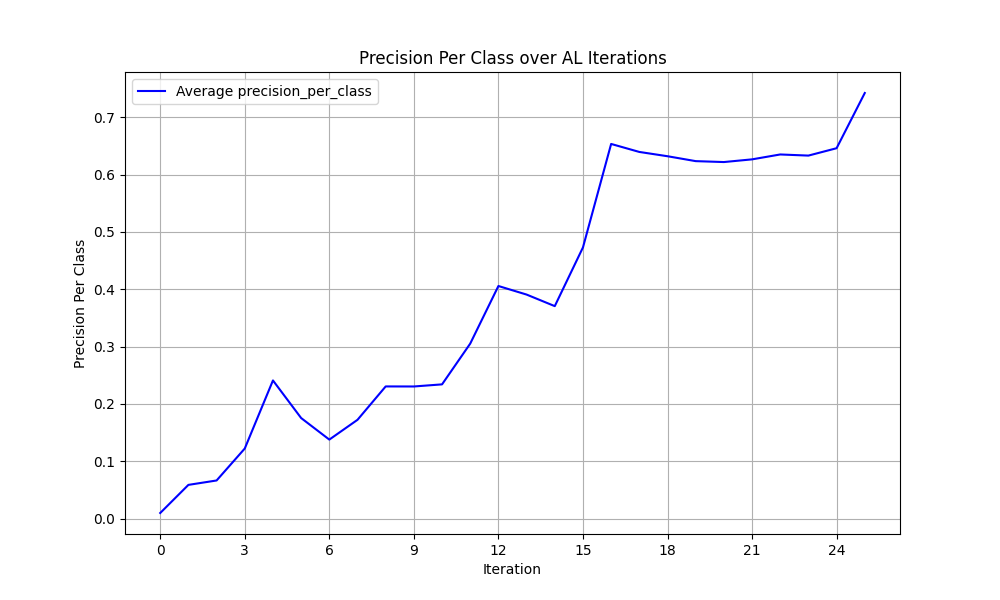 Precision Per Class over AL Iterations
Average precision_per_class
Precision Per Class
0.7
0.6
0.5
0.4
0.3
0.2
0.1
0.0
0 3 6 9 12 15 18 21 24
Iteration